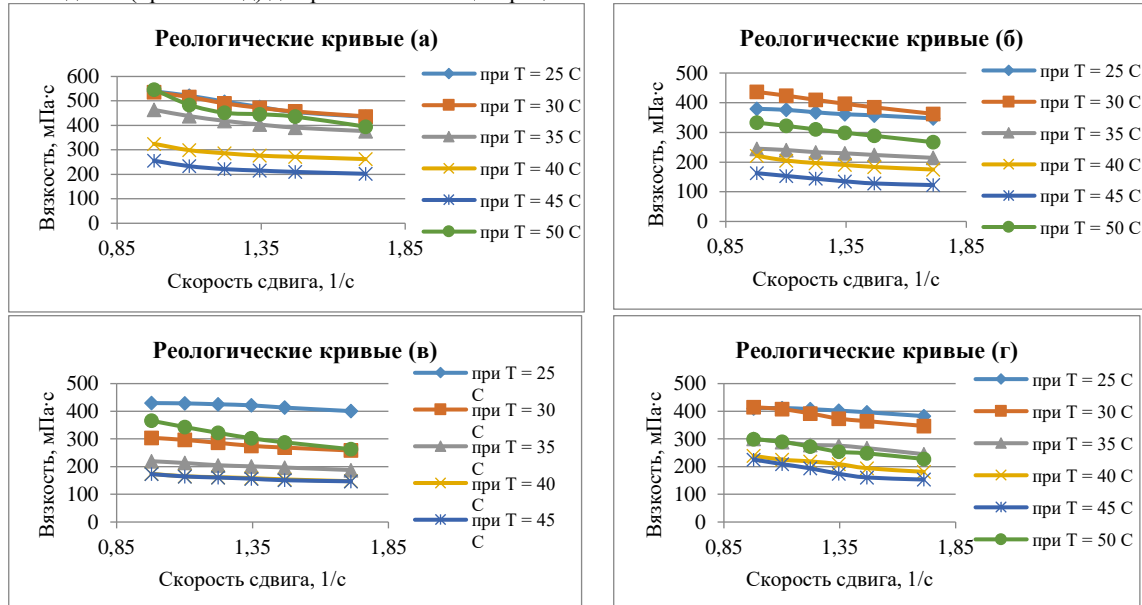 Реологические кривые (а)
600
500
400
300
200
100
0
0,85
1,35
1,85
Вязкость, мПа·с
Скорость сдвига, 1/с
при T = 25 C
при T = 30 C
при T = 35 C
при T = 40 C
при T = 45 C
при T = 50 C
Реологические кривые (б)
500
400
300
200
100
0
0,85
1,35
1,85
Вязкость, мПа·с
Скорость сдвига, 1/с
при T = 25 C
при T = 30 C
при T = 35 C
при T = 40 C
при T = 45 C
при T = 50 C
Реологические кривые (в)
500
400
300
200
100
0
0,85
1,35
1,85
Вязкость, мПа·с
Скорость сдвига, 1/с
при T = 25
C
при T = 30
C
при T = 35
C
при T = 40
C
при T = 45
C
Реологические кривые (г)
500
400
300
200
100
0
0,85
1,35
1,85
Вязкость, мПа·с
Скорость сдвига, 1/с
при T = 25 C
при T = 30 C
при T = 35 C
при T = 40 C
при T = 45 C
при T = 50 C